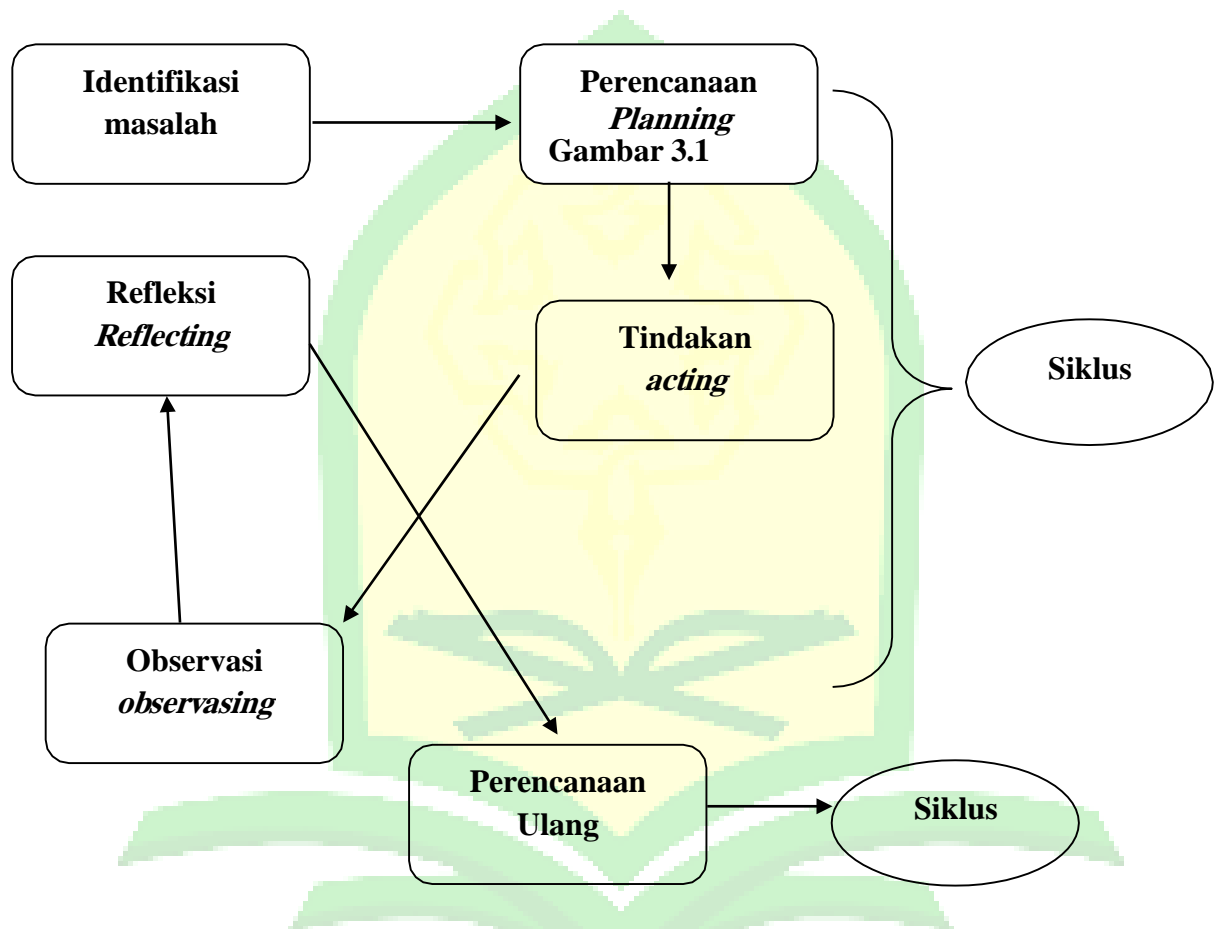 Identifikasi
masalah
Perencanaan
Planning
Gambar 3.1
Refleksi
Reflecting
Tindakan
acting
Siklus
Observasi
observasing
Perencanaan
Ulang
Siklus